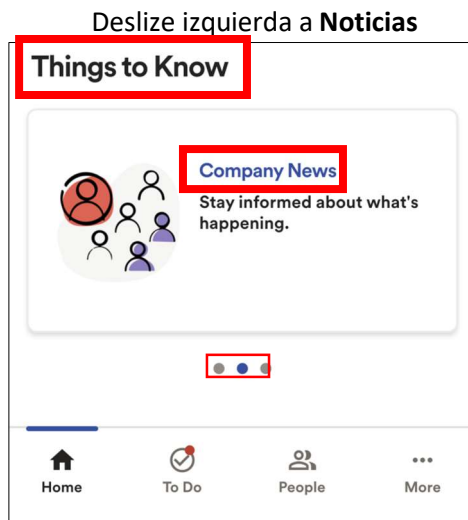 Deslize izquierda a Noticias
Things to Know
Company News
Stay informed about what's
happening.
Home
To Do
People
More